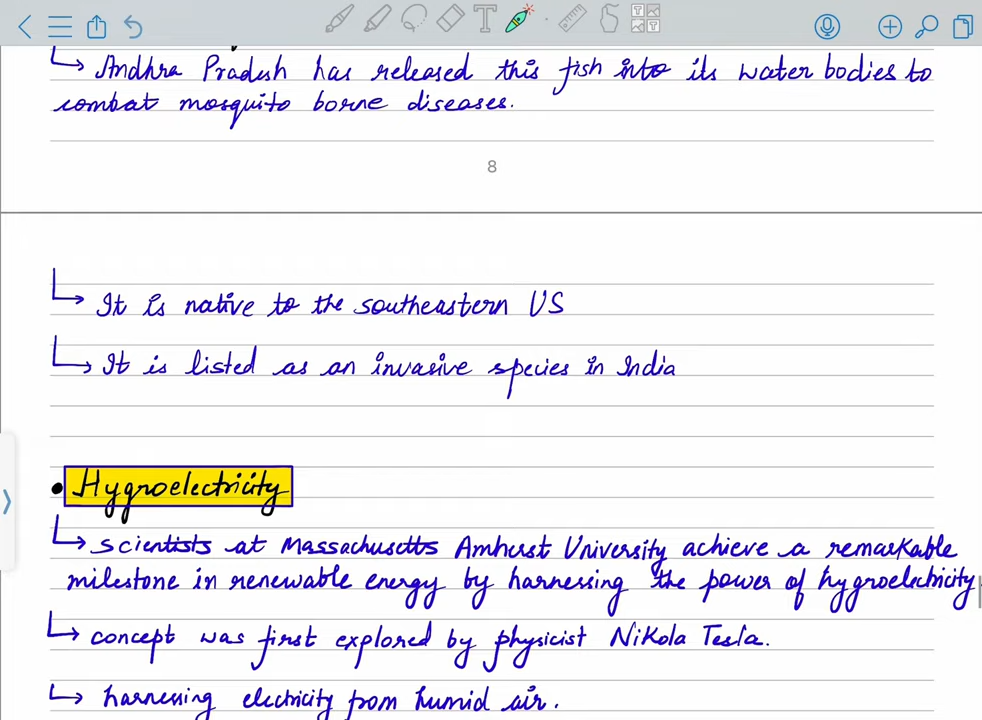 ↳ Andhra Pradesh has released this fish into its water bodies to
combat mosquito borne diseases.
8
↳ It is native to the southeastern US
↳ It is listed as an invasive species in India
• Hygroelectricity
↳ scientists at Massachusetts Amherst University achieve a remarkable
milestone in renewable energy by harnessing the power of hygroelectricity
↳ concept was first explored by physicist Nikola Tesla.
↳ harnessing electricity from humid air.